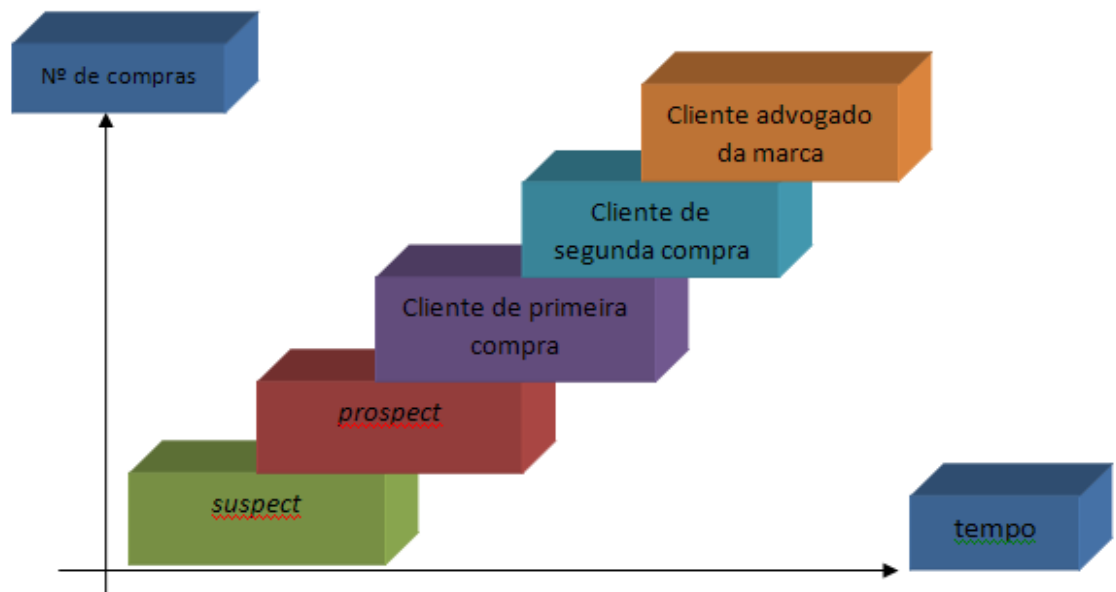 Nº de compras
Cliente advogado
da marca
Cliente de
segunda compra
Cliente de primeira
compra
prospect
suspect
tempo